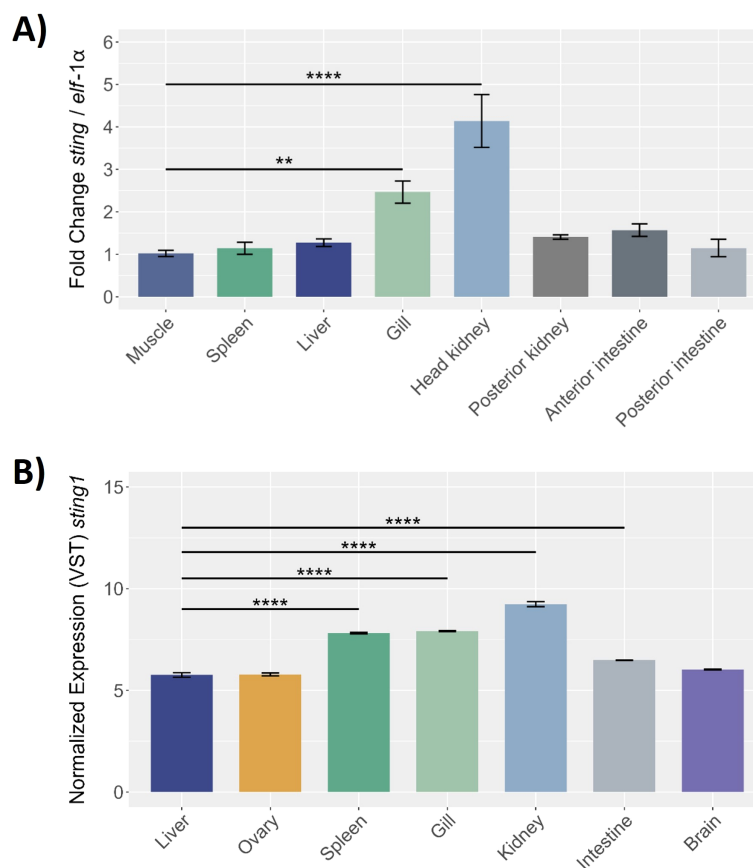 A)
Fold Change sting / elf-1α
6
5
4
3
2
1
0
****
**
Muscle
Spleen
Liver
Gill
Head kidney
Posterior kidney
Anterior intestine
Posterior intestine
B)
Normalized Expression (VST) sting1
15
10
5
0
****
****
****
****
Liver
Ovary
Spleen
Gill
Kidney
Intestine
Brain